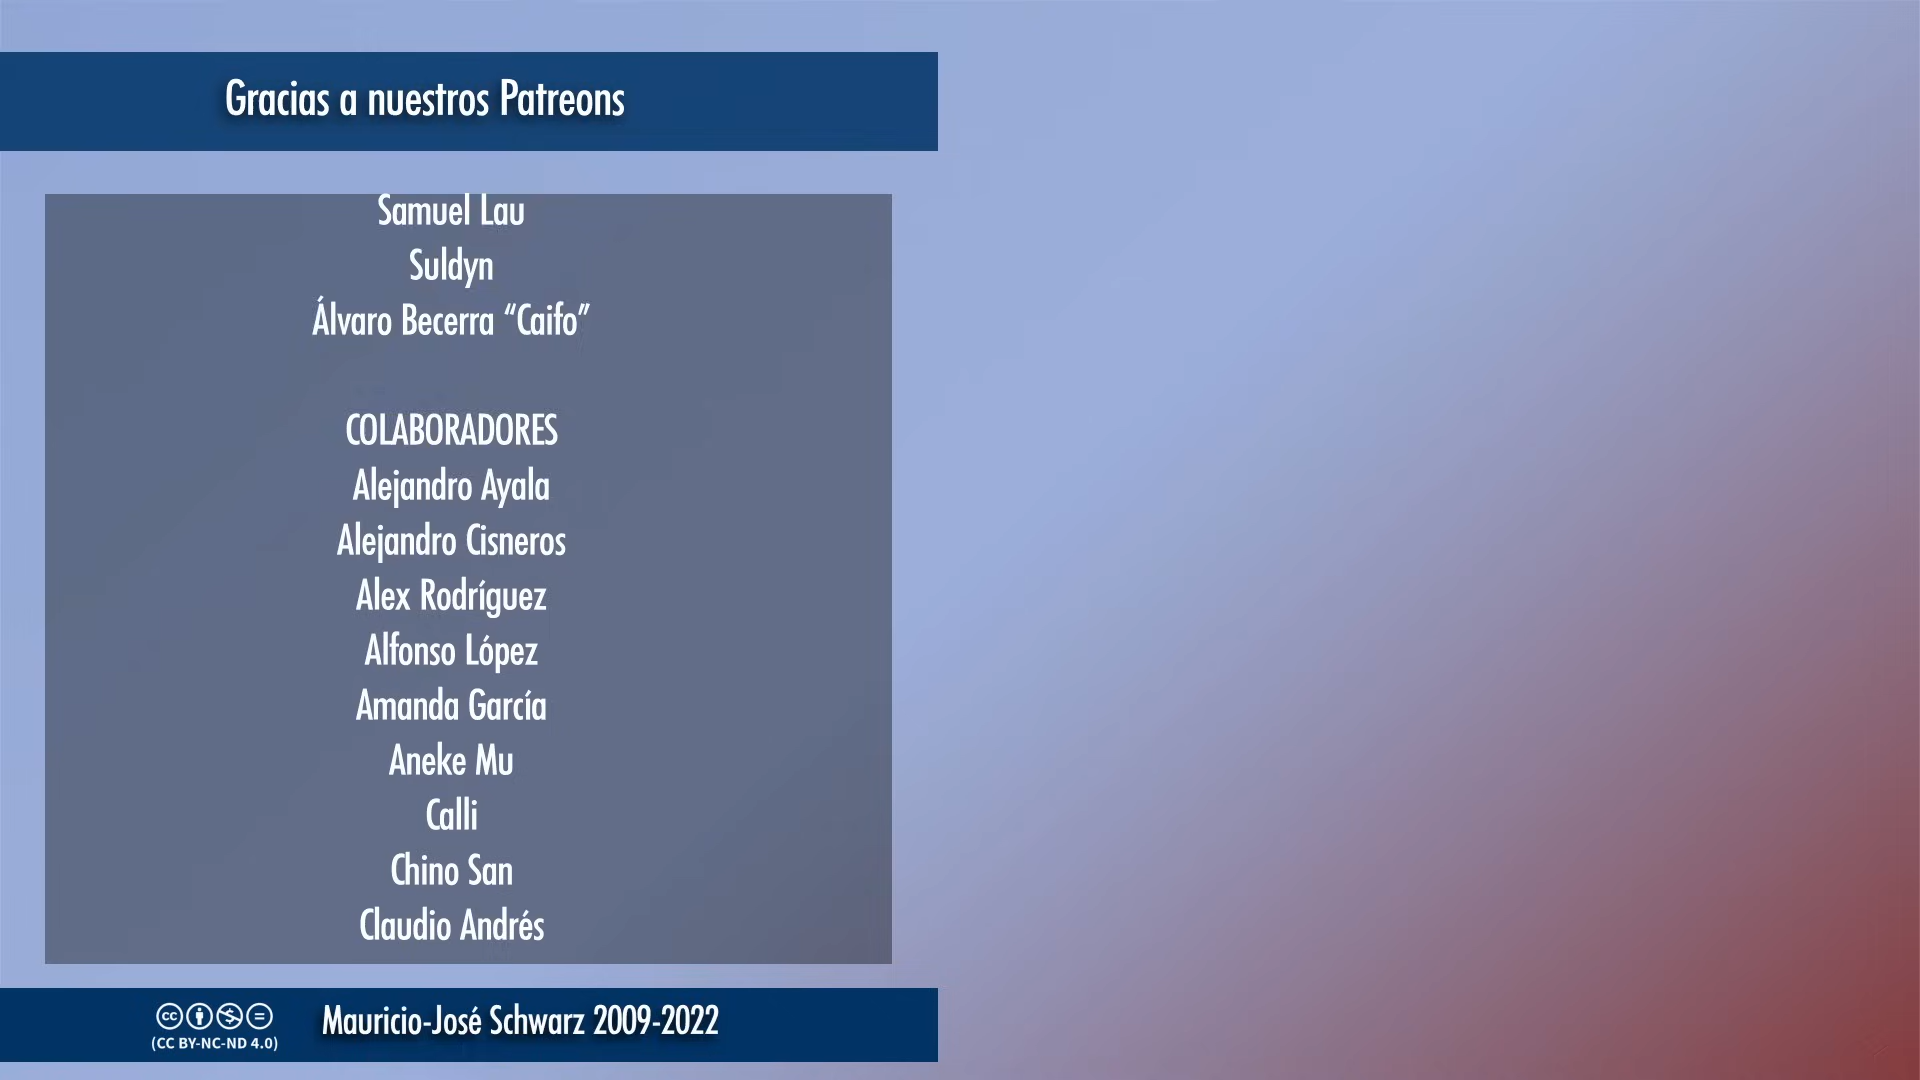 Gracias a nuestros Patreons
Samuel Lau
Suldyn
Álvaro Becerra “Caifo”
COLABORADORES
Alejandro Ayala
Alejandro Cisneros
Alex Rodríguez
Alfonso López
Amanda García
Aneke Mu
Calli
Chino San
Claudio Andrés
cc
(CC BY-NC-ND 4.0)
Mauricio-José Schwarz 2009-2022